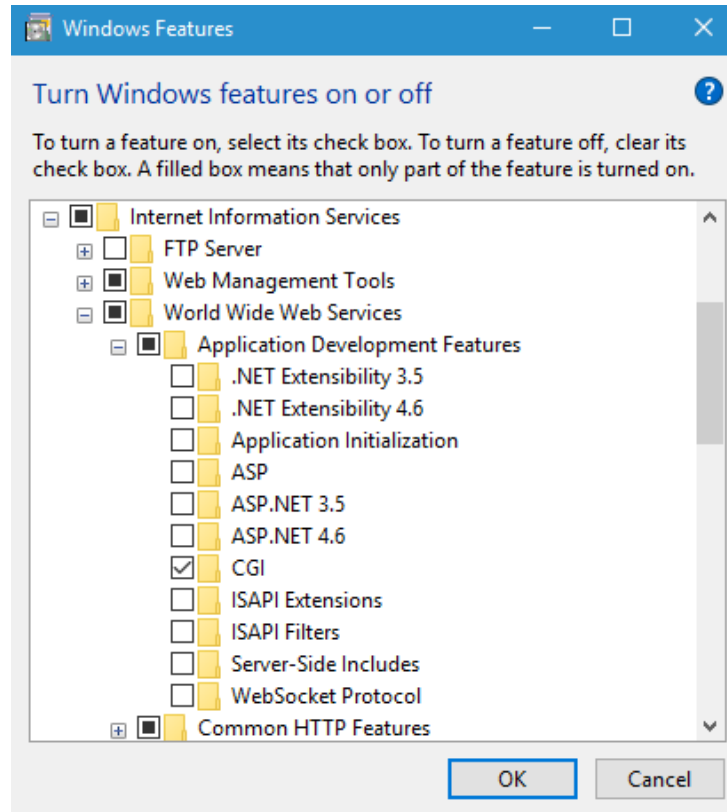 Windows Features
Turn Windows features on or off
To turn a feature on, select its check box. To turn a feature off, clear its
check box. A filled box means that only part of the feature is turned on.
Internet Information Services
FTP Server
Web Management Tools
World Wide Web Services
Application Development Features
.NET Extensibility 3.5
.NET Extensibility 4.6
Application Initialization
ASP
ASP.NET 3.5
ASP.NET 4.6
CGI
ISAPI Extensions
ISAPI Filters
Server-Side Includes
WebSocket Protocol
Common HTTP Features
OK Cancel